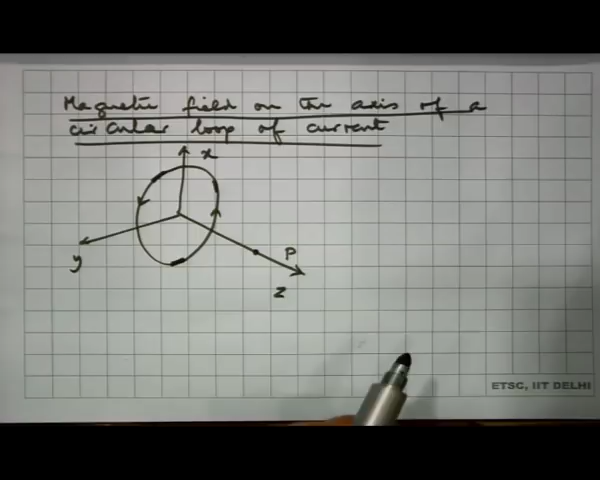 Magnetic field on the axis of a
circular loop of current
x
y
P
z
ETSC, IIT DELHI